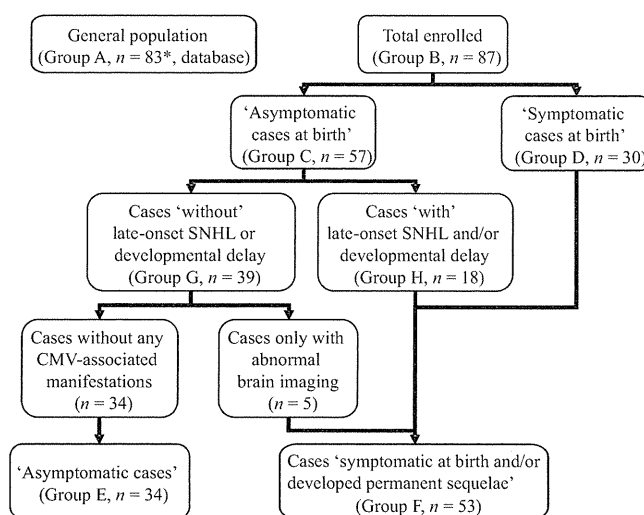 General population
(Group A, n = 83*, database)
Total enrolled
(Group B, n = 87)
‘Asymptomatic
cases at birth’
(Group C, n = 57)
‘Symptomatic
cases at birth’
(Group D, n = 30)
Cases ‘without’
late-onset SNHL or
developmental delay
(Group G, n = 39)
Cases ‘with’
late-onset SNHL and/or
developmental delay
(Group H, n = 18)
Cases without any
CMV-associated
manifestations
(n = 34)
Cases only with
abnormal
brain imaging
(n = 5)
‘Asymptomatic cases’
(Group E, n = 34)
Cases ‘symptomatic at birth and/or
developed permanent sequelae’
(Group F, n = 53)